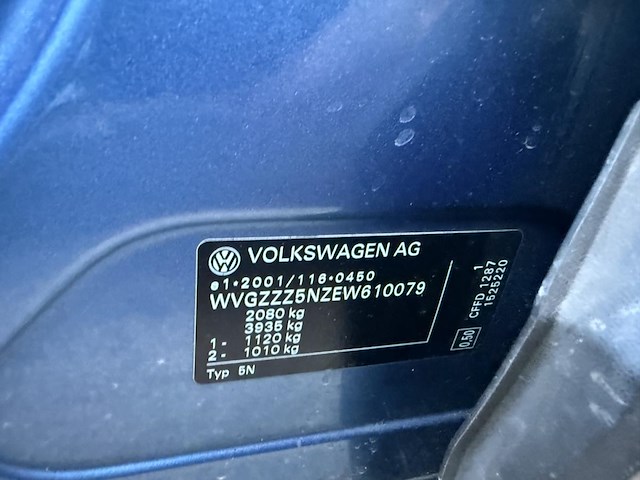 VOLKSWAGEN AG
e1*2001/116*0450
WVGZZZ5NZEW610079
2080 kg
3935 kg
1 - 1120 kg
2 - 1010 kg
Typ 5N
0,50
CFFD 1287
1
1525220